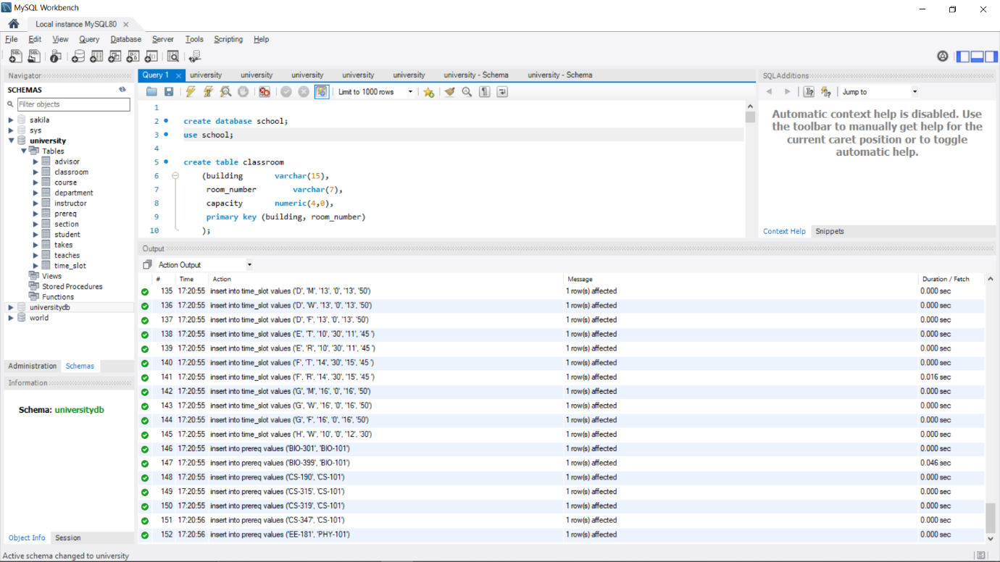 MySQL Workbench
Local instance MySQL80
File Edit View Query Database Server Tools Scripting Help
Navigator
SCHEMAS
Filter objects
sakila
sys
university
Tables
advisor
classroom
course
department
instructor
prereq
section
student
takes
teaches
time_slot
Views
Stored Procedures
Functions
universitydb
world
Administration Schemas
Information
Schema: universitydb
Object Info Session
Query 1 university university university university university university - Schema university - Schema
Limit to 1000 rows
1
2 create database school;
3 use school;
4
5 create table classroom
6 (building varchar(15),
7 room_number varchar(7),
8 capacity numeric(4,0),
9 primary key (building, room_number)
10 );
SQLAdditions
Jump to
Automatic context help is disabled. Use
the toolbar to manually get help for the
current caret position or to toggle
automatic help.
Context Help Snippets
Output
Action Output
# Time Action Message Duration / Fetch
135 17:20:55 insert into time_slot values ('D', 'M', '13', '0', '13', '50') 1 row(s) affected 0.000 sec
136 17:20:55 insert into time_slot values ('D', 'W', '13', '0', '13', '50') 1 row(s) affected 0.000 sec
137 17:20:55 insert into time_slot values ('D', 'F', '13', '0', '13', '50') 1 row(s) affected 0.000 sec
138 17:20:55 insert into time_slot values ('E', 'T', '10', '30', '11', '45 ') 1 row(s) affected 0.000 sec
139 17:20:55 insert into time_slot values ('E', 'R', '10', '30', '11', '45 ') 1 row(s) affected 0.000 sec
140 17:20:55 insert into time_slot values ('F', 'T', '14', '30', '15', '45 ') 1 row(s) affected 0.000 sec
141 17:20:55 insert into time_slot values ('F', 'R', '14', '30', '15', '45 ') 1 row(s) affected 0.016 sec
142 17:20:55 insert into time_slot values ('G', 'M', '16', '0', '16', '50') 1 row(s) affected 0.000 sec
143 17:20:55 insert into time_slot values ('G', 'W', '16', '0', '16', '50') 1 row(s) affected 0.000 sec
144 17:20:55 insert into time_slot values ('G', 'F', '16', '0', '16', '50') 1 row(s) affected 0.000 sec
145 17:20:55 insert into time_slot values ('H', 'W', '10', '0', '12', '30') 1 row(s) affected 0.000 sec
146 17:20:55 insert into prereq values ('BIO-301', 'BIO-101') 1 row(s) affected 0.000 sec
147 17:20:55 insert into prereq values ('BIO-399', 'BIO-101') 1 row(s) affected 0.046 sec
148 17:20:55 insert into prereq values ('CS-190', 'CS-101') 1 row(s) affected 0.000 sec
149 17:20:55 insert into prereq values ('CS-315', 'CS-101') 1 row(s) affected 0.000 sec
150 17:20:55 insert into prereq values ('CS-319', 'CS-101') 1 row(s) affected 0.000 sec
151 17:20:56 insert into prereq values ('CS-347', 'CS-101') 1 row(s) affected 0.000 sec
152 17:20:56 insert into prereq values ('EE-181', 'PHY-101') 1 row(s) affected 0.000 sec
Active schema changed to university